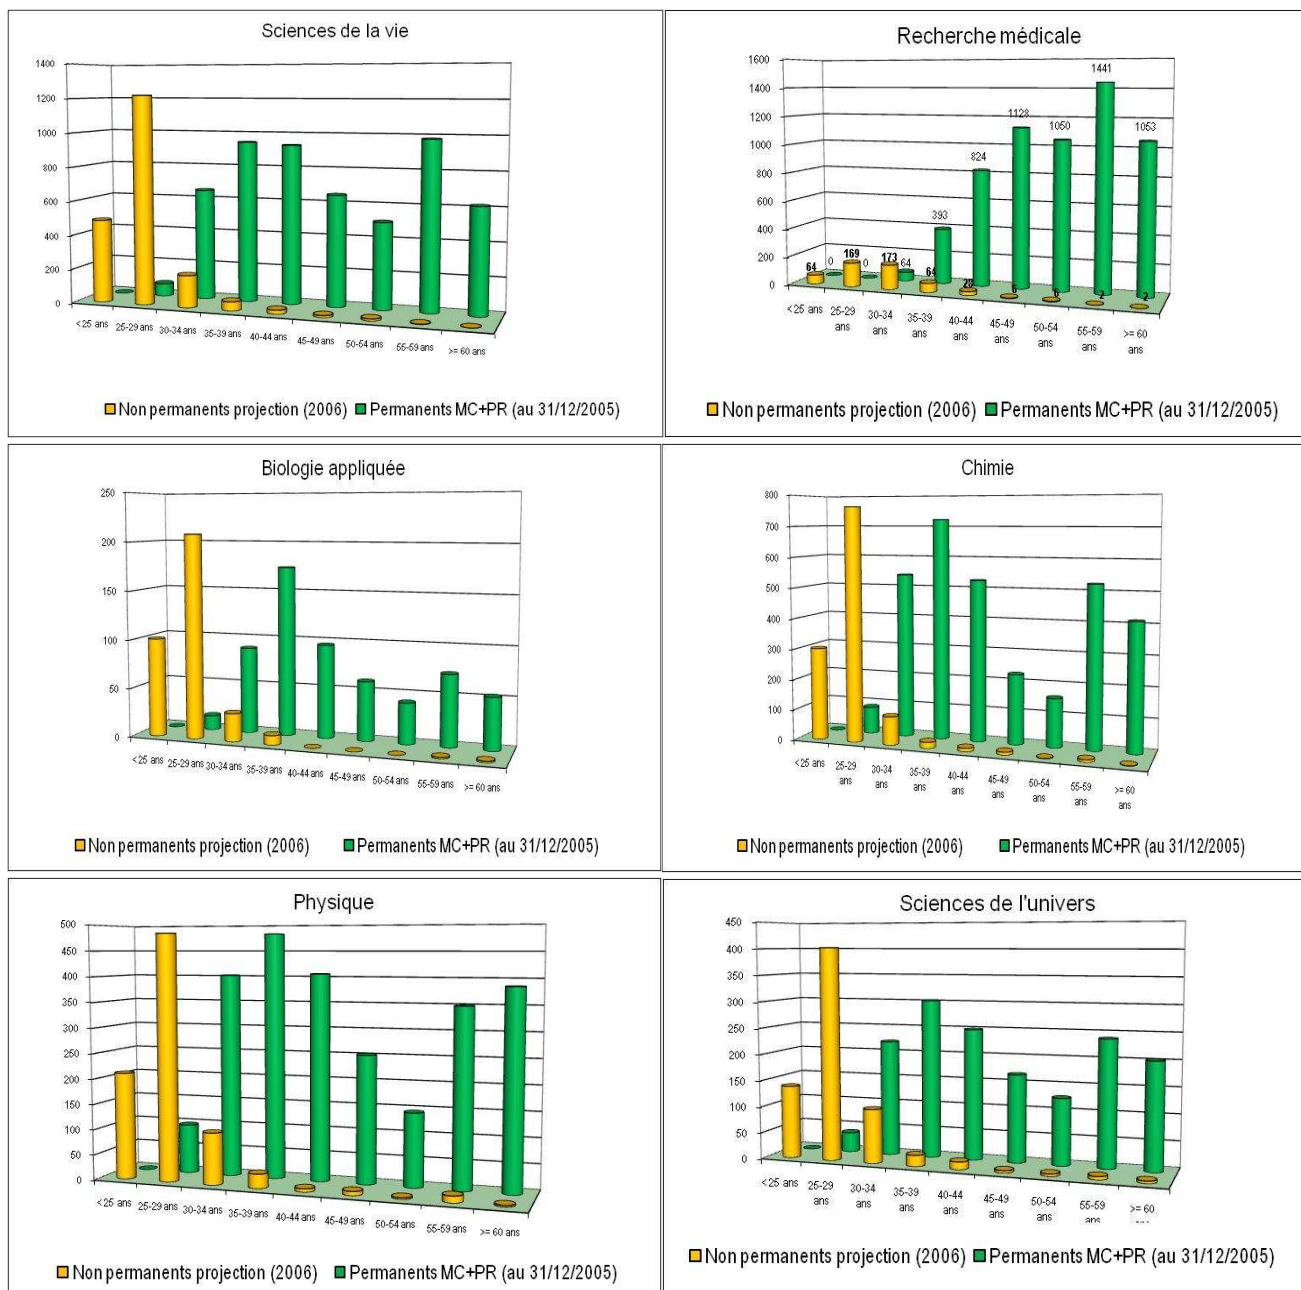 Sciences de la vie
1400
1200
1000
800
600
400
200
0
<25 ans 25-29 ans 30-34 ans 35-39 ans 40-44 ans 45-49 ans 50-54 ans 55-59 ans >= 60 ans
Non permanents projection (2006) Permanents MC+PR (au 31/12/2005)
Recherche médicale
1600
1400
1200
1000
800
600
400
200
0
64 169 173 64 28 6 6 2 2
0 0 64 393 824 1128 1050 1441 1053
<25 ans 25-29 ans 30-34 ans 35-39 ans 40-44 ans 45-49 ans 50-54 ans 55-59 ans >= 60 ans
Non permanents projection (2006) Permanents MC+PR (au 31/12/2005)
Biologie appliquée
250
200
150
100
50
0
<25 ans 25-29 ans 30-34 ans 35-39 ans 40-44 ans 45-49 ans 50-54 ans 55-59 ans >= 60 ans
Non permanents projection (2006) Permanents MC+PR (au 31/12/2005)
Chimie
800
700
600
500
400
300
200
100
0
<25 ans 25-29 ans 30-34 ans 35-39 ans 40-44 ans 45-49 ans 50-54 ans 55-59 ans >= 60 ans
Non permanents projection (2006) Permanents MC+PR (au 31/12/2005)
Physique
500
450
400
350
300
250
200
150
100
50
0
<25 ans 25-29 ans 30-34 ans 35-39 ans 40-44 ans 45-49 ans 50-54 ans 55-59 ans >= 60 ans
Non permanents projection (2006) Permanents MC+PR (au 31/12/2005)
Sciences de l'univers
450
400
350
300
250
200
150
100
50
0
<25 ans 25-29 ans 30-34 ans 35-39 ans 40-44 ans 45-49 ans 50-54 ans 55-59 ans >= 60 ans
Non permanents projection (2006) Permanents MC+PR (au 31/12/2005)